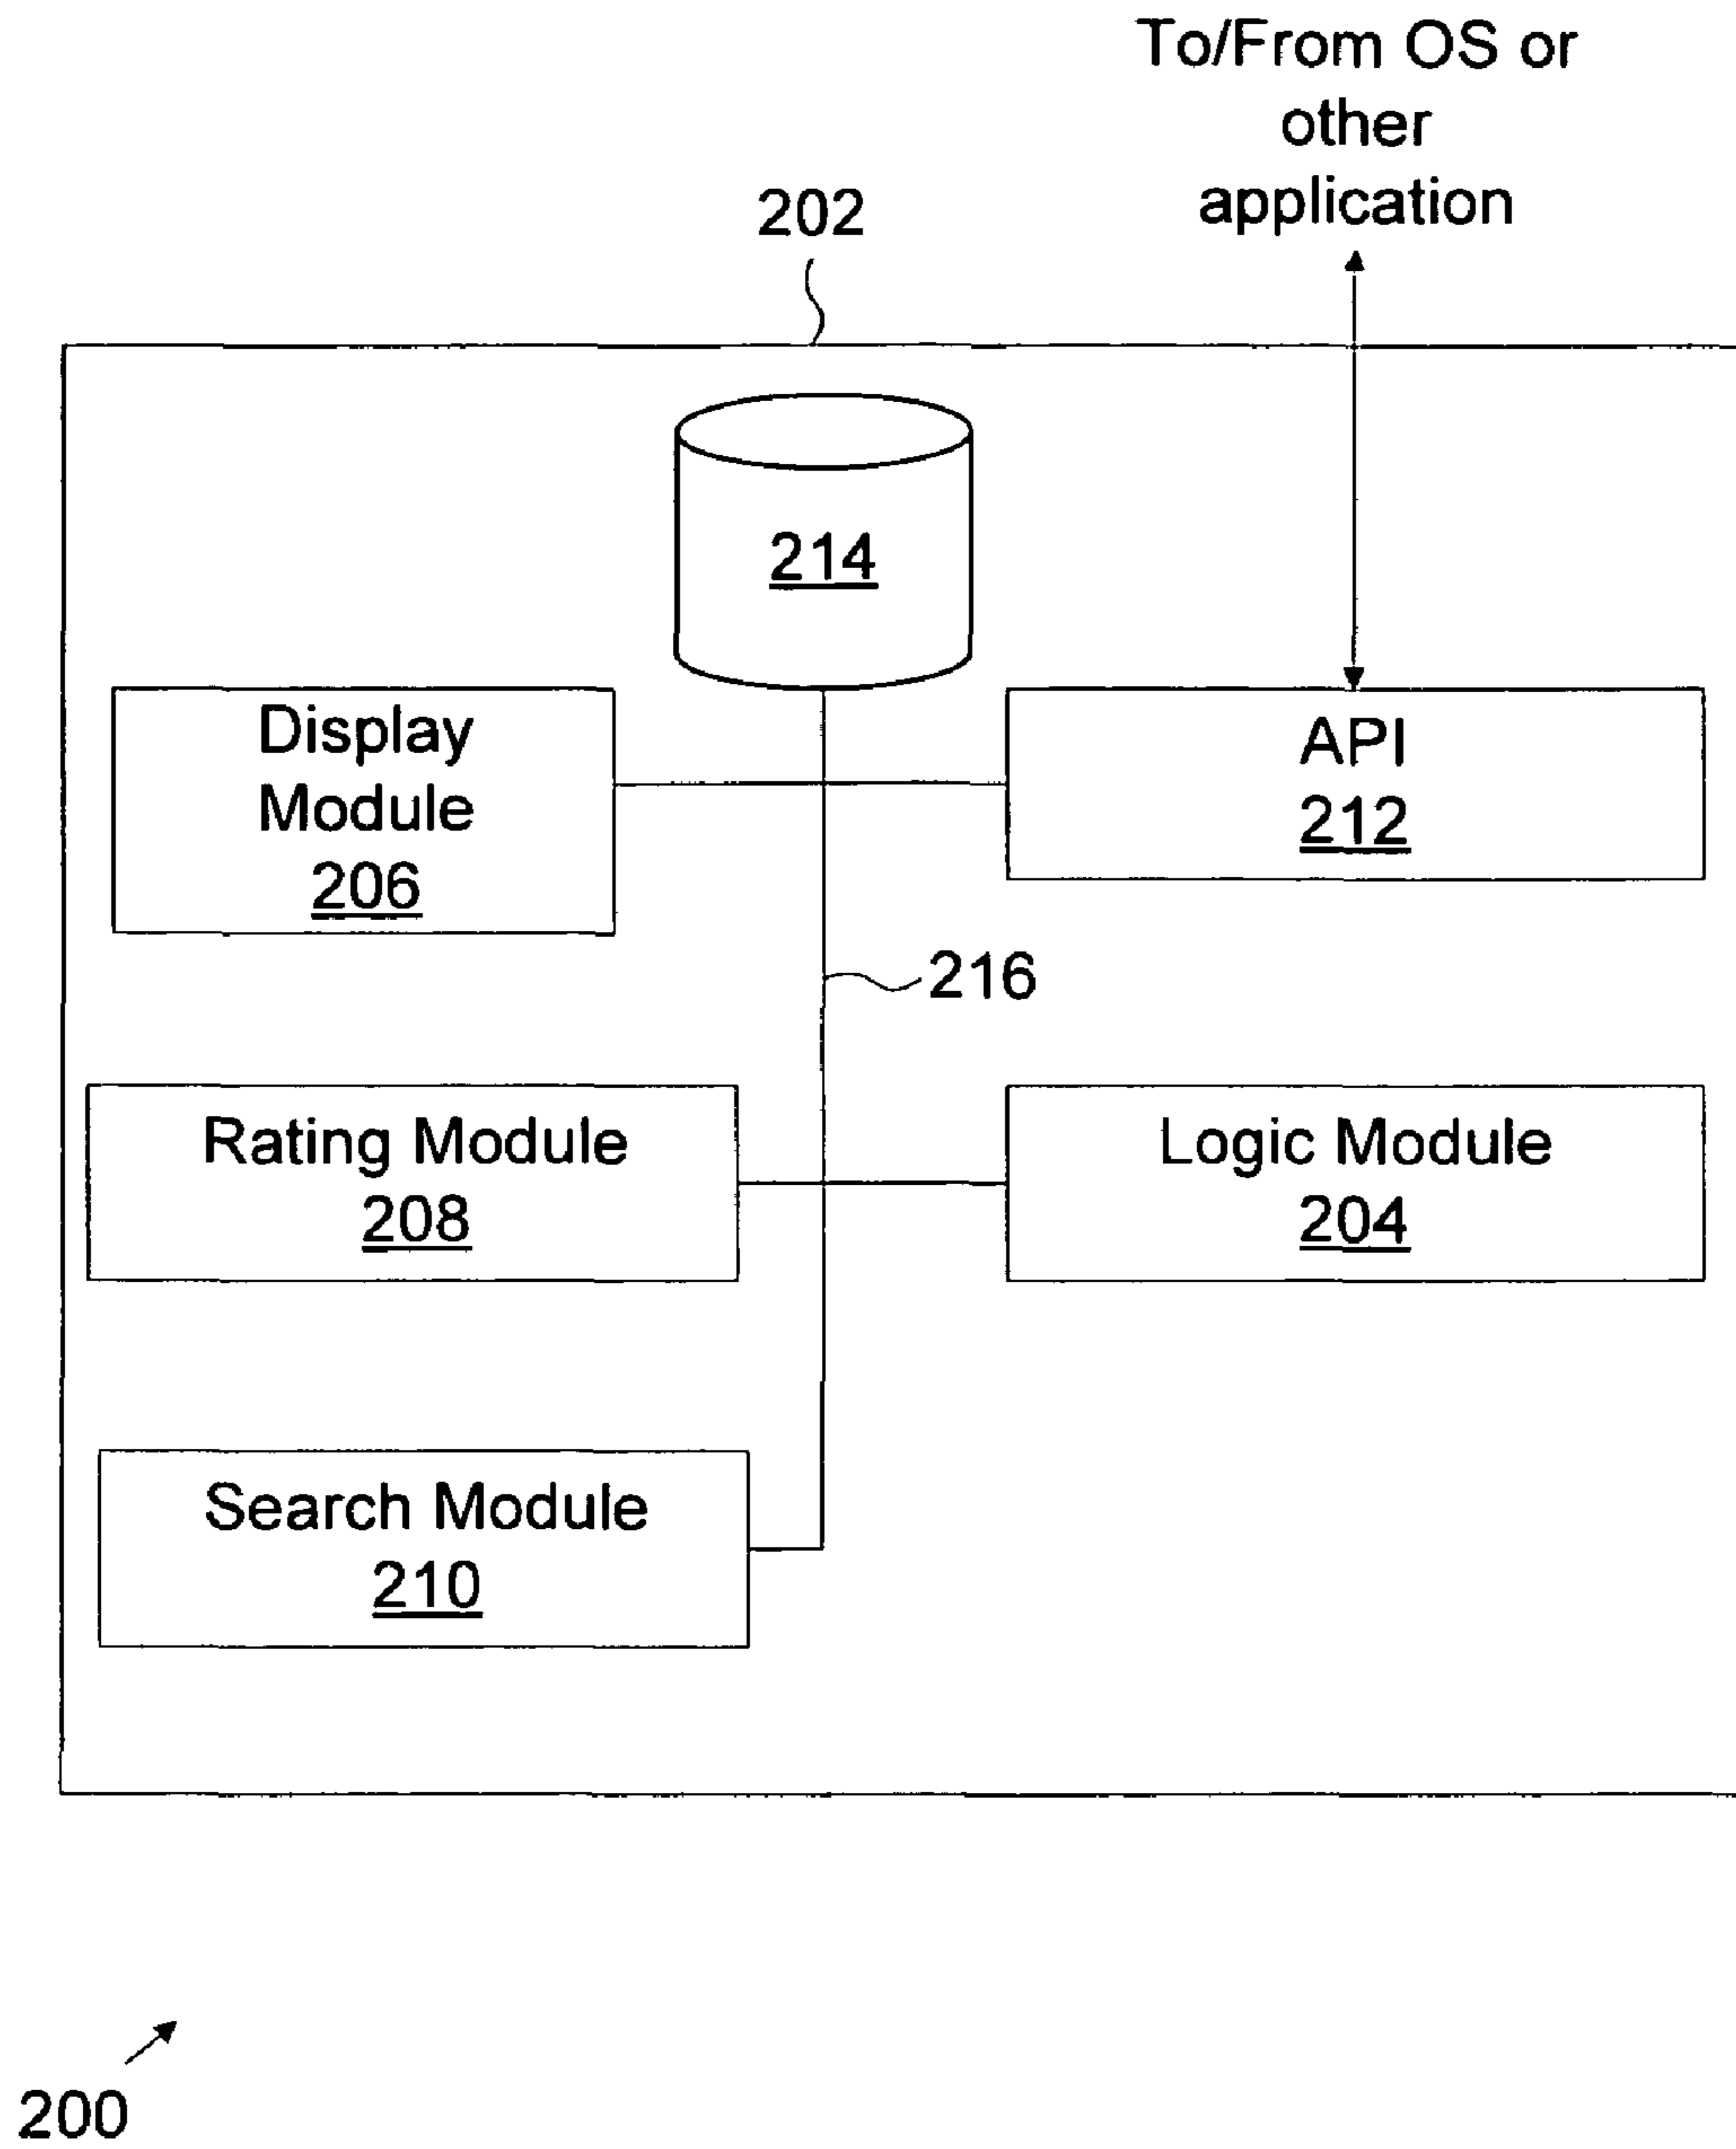 To/From OS or
other
application
202
214
Display
Module
206
API
212
216
Rating Module
208
Logic Module
204
Search Module
210
200